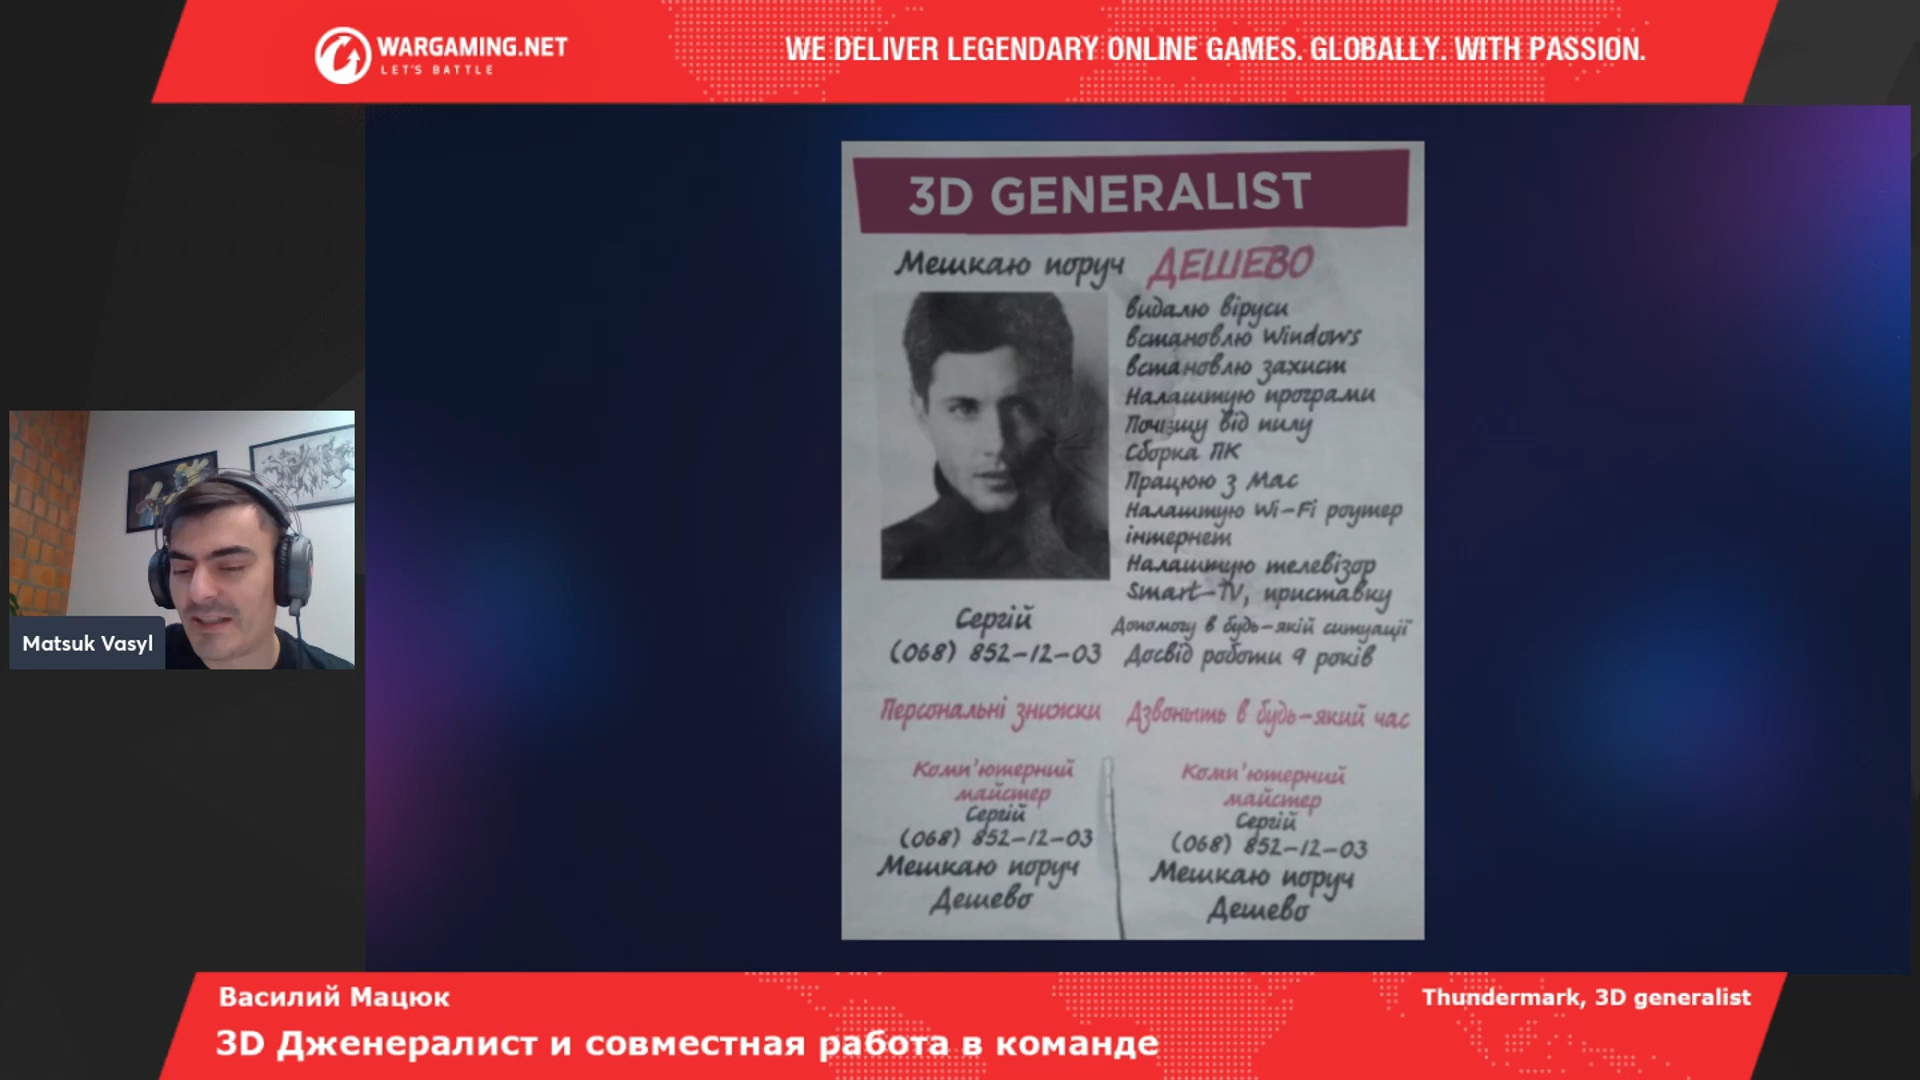 WARGAMING.NET
LET'S BATTLE
WE DELIVER LEGENDARY ONLINE GAMES. GLOBALLY. WITH PASSION.
3D GENERALIST
Мешкаю поруч ДЕШЕВО
видалю віруси
встановлю Windows
встановлю захист
Налаштую програми
Почіщу від пилу
Сборка ПК
Працюю з Mac
Налаштую Wi-Fi роутер
інтернет
Налаштую телевізор
Smart-TV, приставку
Допоможу в будь-якій ситуації
Досвід роботи 9 років
Сергій
(068) 852-12-03
Персональні знижки
Дзвоныть в будь-який час
Комп'ютерний
майстер
Сергій
(068) 852-12-03
Мешкаю поруч
Дешево
Комп'ютерний
майстер
Сергій
(068) 852-12-03
Мешкаю поруч
Дешево
Matsuk Vasyl
Василий Мацюк
Thundermark, 3D generalist
3D Дженералист и совместная работа в команде